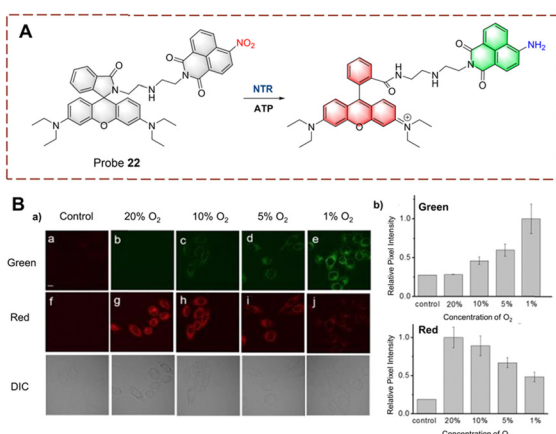 A
NO₂
O
N
O
O
N
H
N
O
N
O
N
NTR
ATP
Probe 22
NH₂
O
N
O
O
N
H
H
N
N
O
N
+
B
a)
Control
20% O₂
10% O₂
5% O₂
1% O₂
Green
a
b
c
d
e
Red
f
g
h
i
j
DIC
b)
Green
Relative Pixel Intensity
1.0
0.5
0.0
control 20% 10% 5% 1%
Concentration of O₂
Red
Relative Pixel Intensity
1.0
0.5
0.0
control 20% 10% 5% 1%
Concentration of O